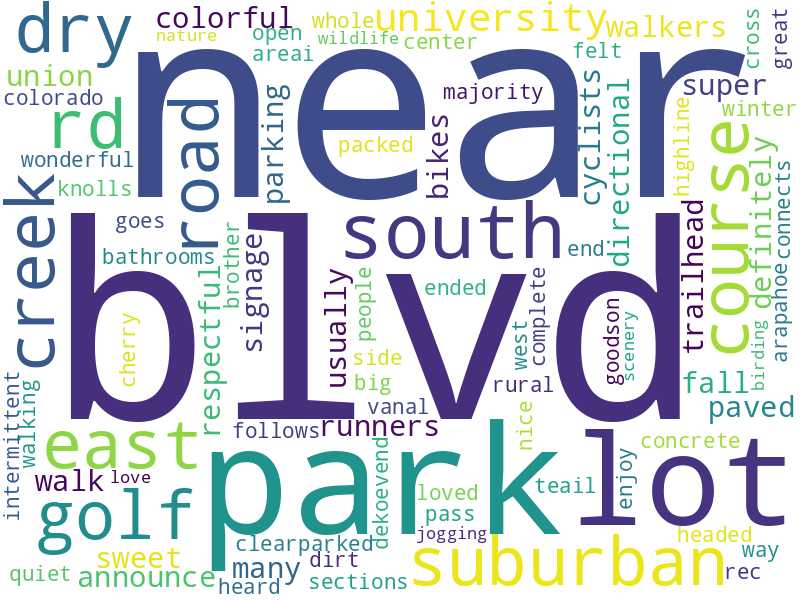 dry
colorful
whole
university
walkers
cross
great
nature
open
wildlife
center
felt
areai
union
colorado
near
majority
super
winter
rd
road
parking
packed
bikes
cyclists
directional
highline
course
definitely
connects
wonderful
knolls
creek
goes
south
end
trailhead
arapahoe
bathrooms
brother
signage
respectful
usually
people
ended
west
complete
goodson
scenery
birding
cherry
blvd
side
big
rural
fall
paved
vanal
intermittent
walking
follows
runners
nice
concrete
east
walk
love
park
lot
golf
dekoevend
loved
teail
enjoy
pass
jogging
headed
clearparked
sweet
many
dirt
suburban
way
quiet
announce
heard
sections
rec